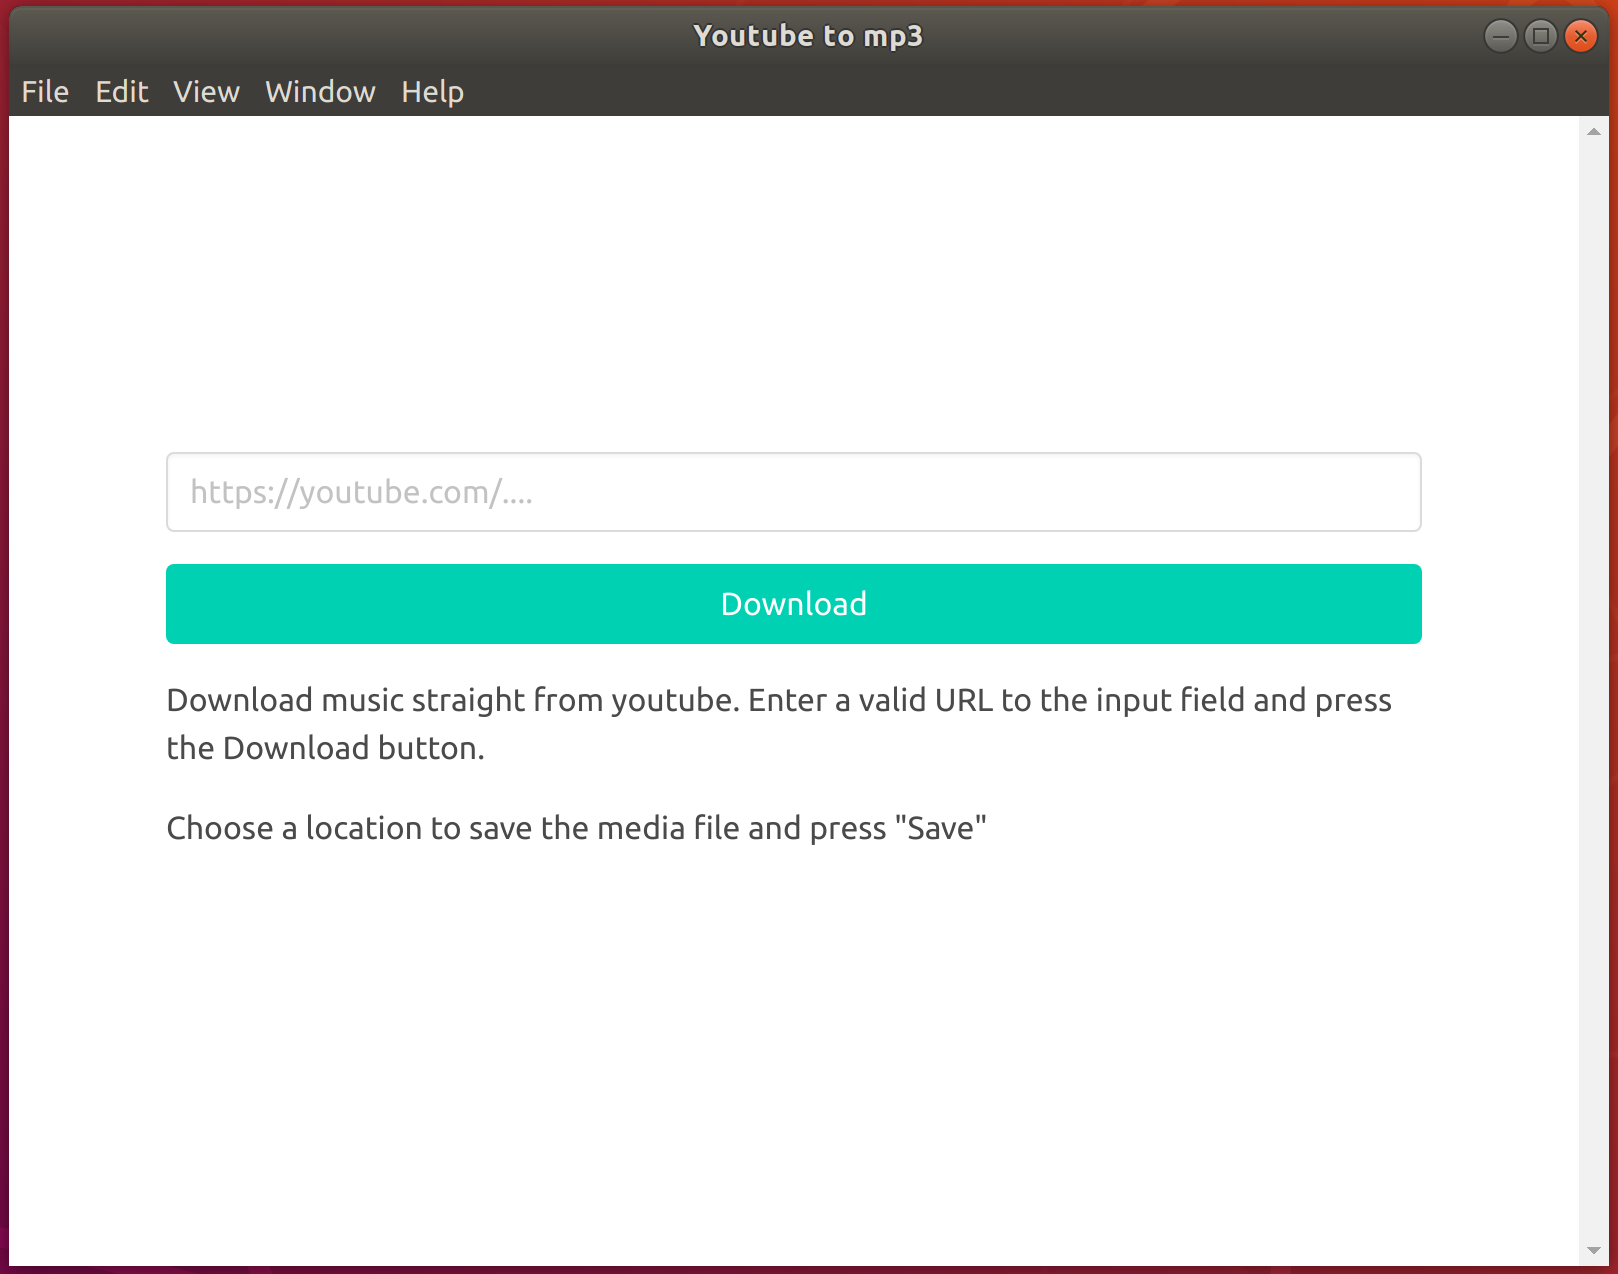 Youtube to mp3
File Edit View Window Help
https://youtube.com/....
Download
Download music straight from youtube. Enter a valid URL to the input field and press
the Download button.
Choose a location to save the media file and press "Save"